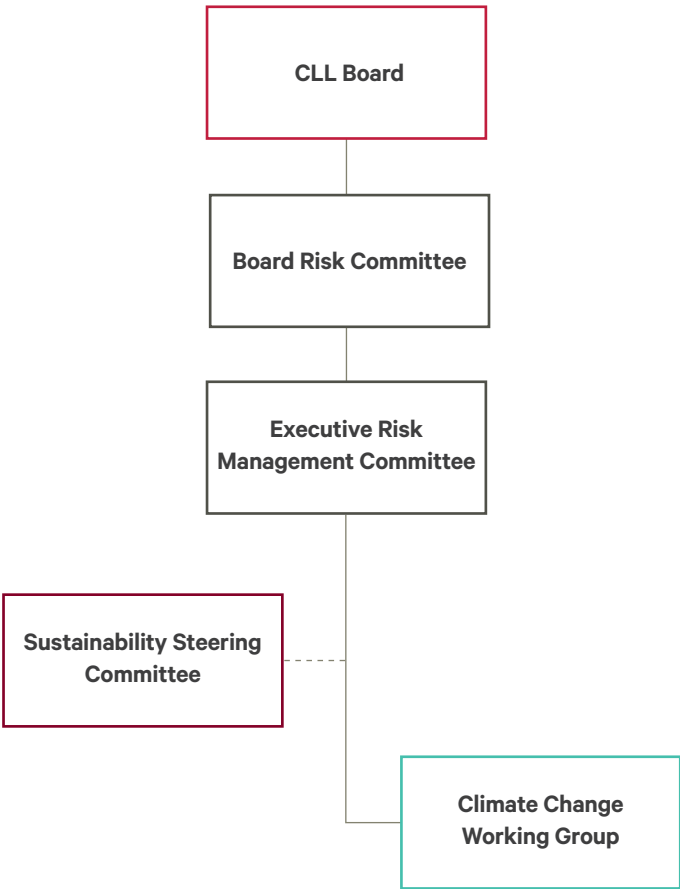 CLL Board
Board Risk Committee
Executive Risk
Management Committee
Sustainability Steering
Committee
Climate Change
Working Group